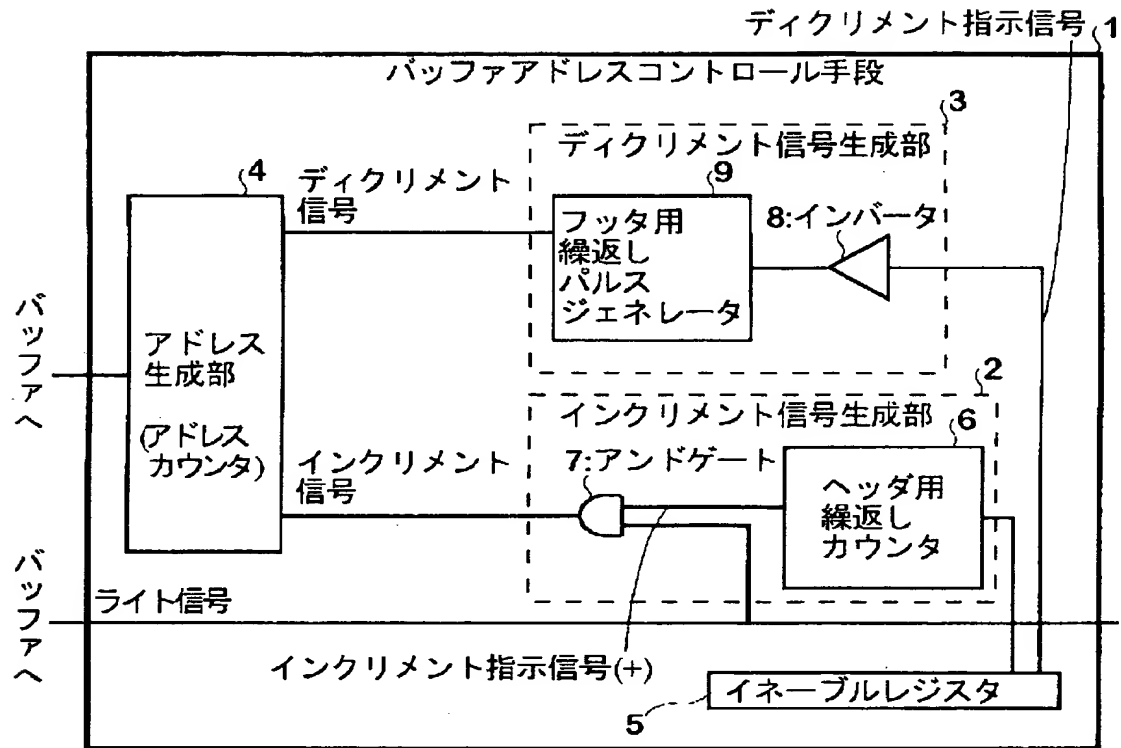 ディクリメント指示信号
1
バッファアドレスコントロール手段
3
ディクリメント信号生成部
4
ディクリメント
信号
9
フッタ用
繰返し
パルス
ジェネレータ
8:インバータ
バッファへ
アドレス
生成部
(アドレス
カウンタ)
2
インクリメント信号生成部
6
インクリメント
信号
7:アンドゲート
ヘッダ用
繰返し
カウンタ
バッファへ
ライト信号
インクリメント指示信号(+)
イネーブルレジスタ
5